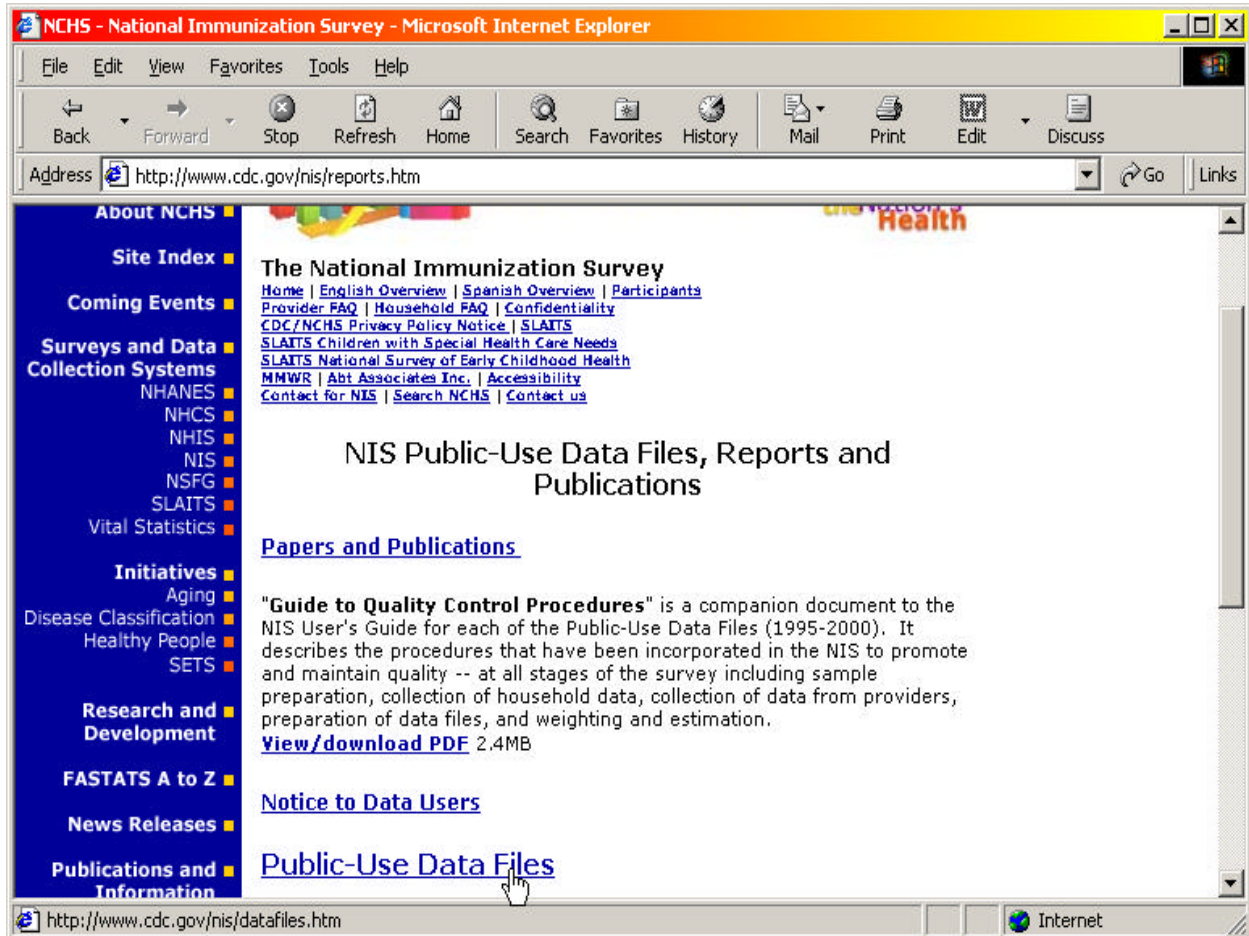 NCHS - National Immunization Survey - Microsoft Internet Explorer
File Edit View Favorites Tools Help
Back Forward Stop Refresh Home Search Favorites History Mail Print Edit Discuss
Address http://www.cdc.gov/nis/reports.htm Go Links
About NCHS
Site Index
Coming Events
Surveys and Data
Collection Systems
NHANES
NHCS
NHIS
NIS
NSFG
SLAITS
Vital Statistics
Initiatives
Aging
Disease Classification
Healthy People
SETS
Research and
Development
FASTATS A to Z
News Releases
Publications and
Information
the Nation's
Health
The National Immunization Survey
Home | English Overview | Spanish Overview | Participants
Provider FAQ | Household FAQ | Confidentiality
CDC/NCHS Privacy Policy Notice | SLAITS
SLAITS Children with Special Health Care Needs
SLAITS National Survey of Early Childhood Health
MMWR | Abt Associates Inc. | Accessibility
Contact for NIS | Search NCHS | Contact us
NIS Public-Use Data Files, Reports and
Publications
Papers and Publications
"Guide to Quality Control Procedures" is a companion document to the
NIS User's Guide for each of the Public-Use Data Files (1995-2000). It
describes the procedures that have been incorporated in the NIS to promote
and maintain quality -- at all stages of the survey including sample
preparation, collection of household data, collection of data from providers,
preparation of data files, and weighting and estimation.
View/download PDF 2.4MB
Notice to Data Users
Public-Use Data Files
http://www.cdc.gov/nis/datafiles.htm Internet